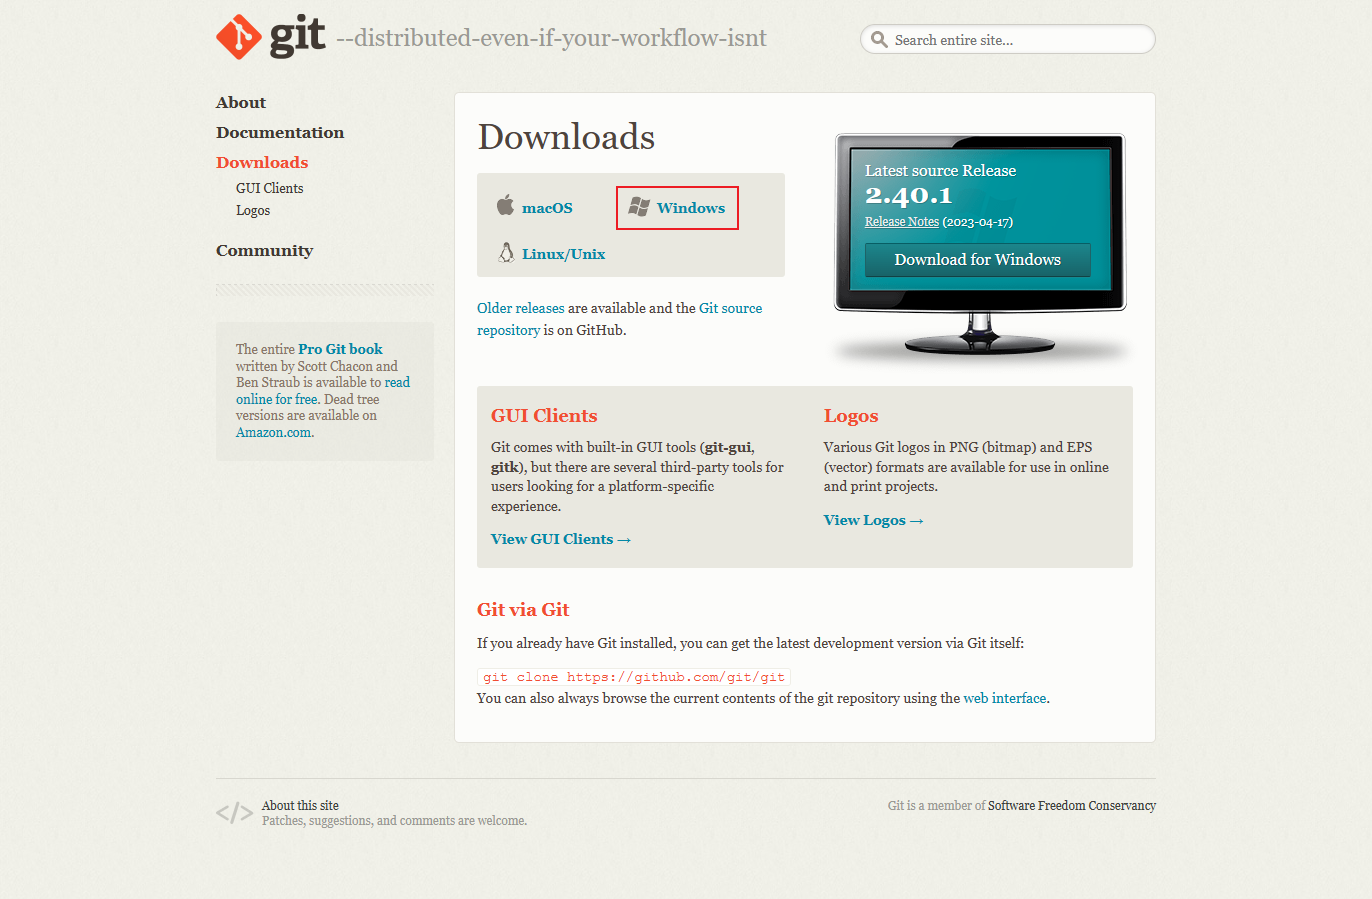 git --distributed-even-if-your-workflow-isnt
Search entire site...
About
Documentation
Downloads
GUI Clients
Logos
Community
The entire Pro Git book
written by Scott Chacon and
Ben Straub is available to read
online for free. Dead tree
versions are available on
Amazon.com.
Downloads
macOS
Windows
Linux/Unix
Older releases are available and the Git source
repository is on GitHub.
Latest source Release
2.40.1
Release Notes (2023-04-17)
Download for Windows
GUI Clients
Git comes with built-in GUI tools (git-gui,
gitk), but there are several third-party tools for
users looking for a platform-specific
experience.
View GUI Clients →
Logos
Various Git logos in PNG (bitmap) and EPS
(vector) formats are available for use in online
and print projects.
View Logos →
Git via Git
If you already have Git installed, you can get the latest development version via Git itself:
git clone https://github.com/git/git
You can also always browse the current contents of the git repository using the web interface.
</> About this site
Patches, suggestions, and comments are welcome.
Git is a member of Software Freedom Conservancy